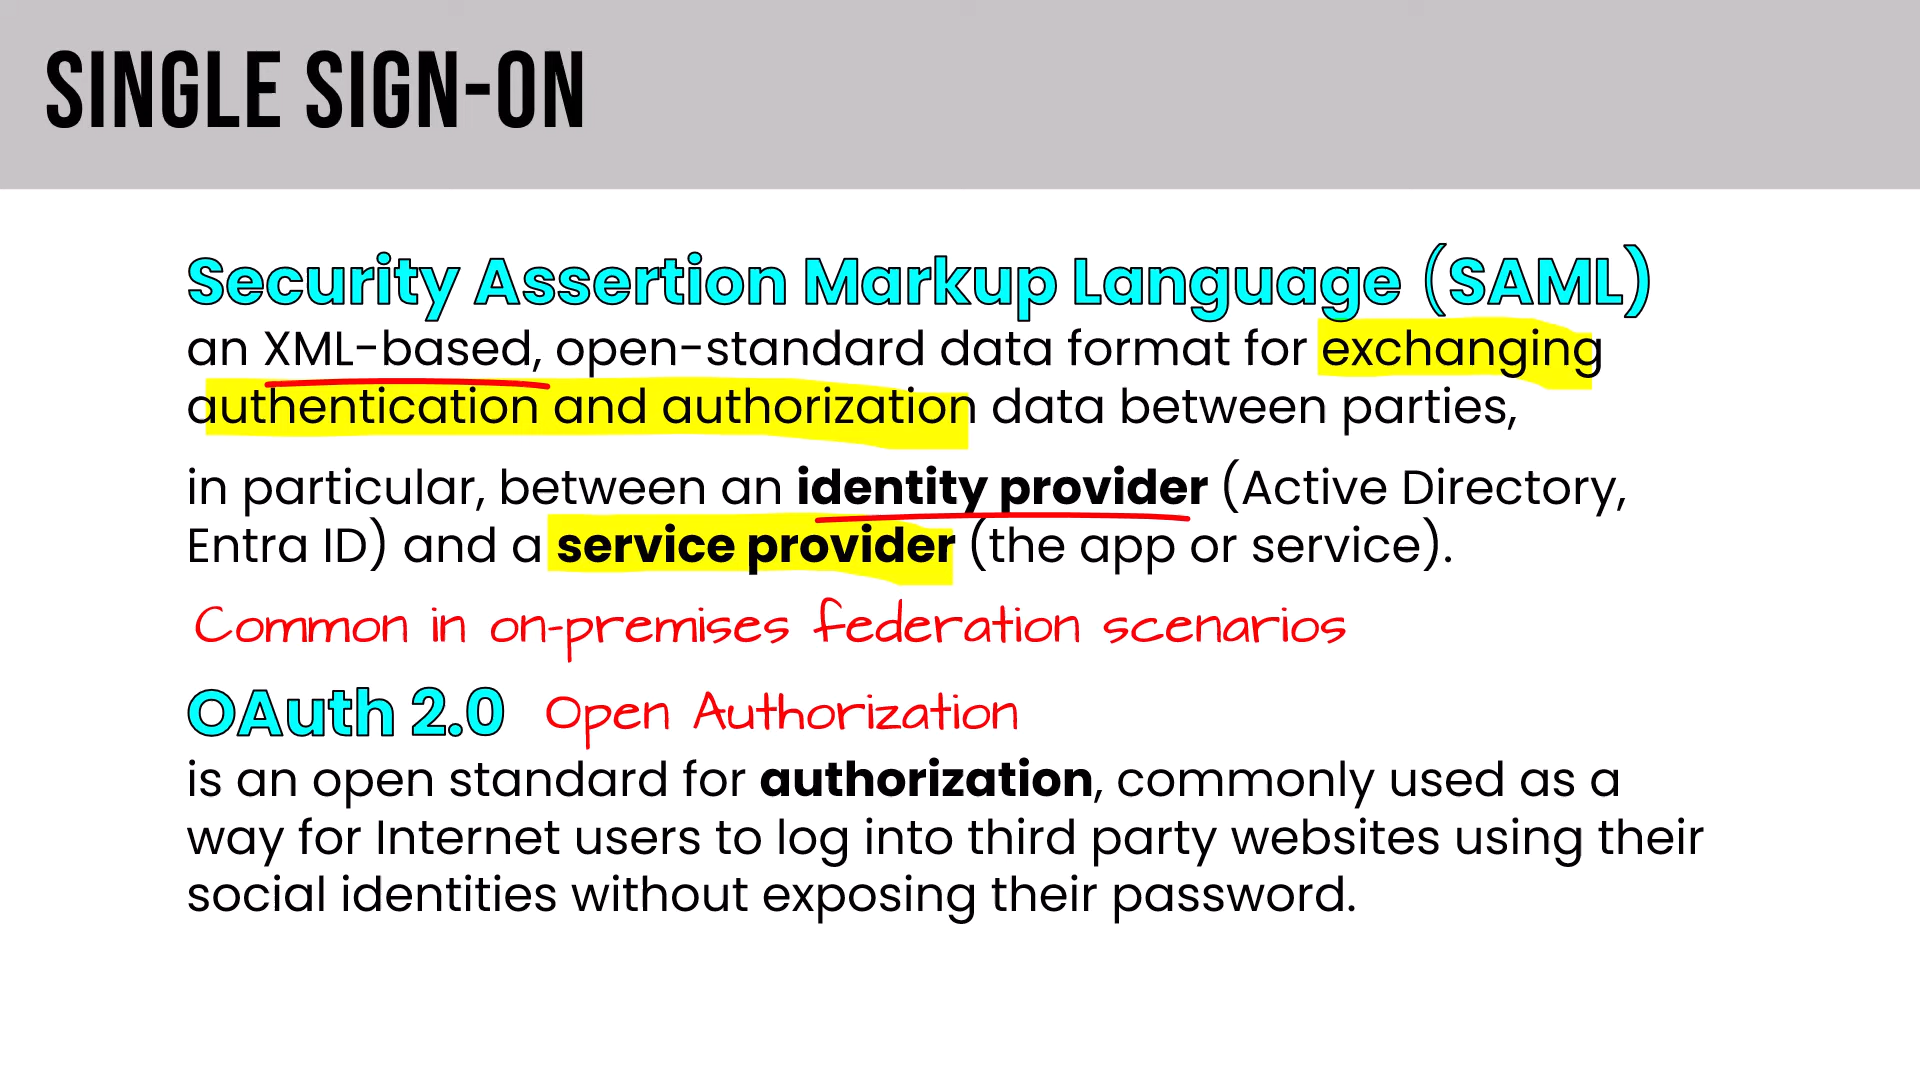 SINGLE SIGN-ON
Security Assertion Markup Language (SAML)
an XML-based, open-standard data format for exchanging
authentication and authorization data between parties,
in particular, between an identity provider (Active Directory,
Entra ID) and a service provider (the app or service).
Common in on-premises federation scenarios
OAuth 2.0 Open Authorization
is an open standard for authorization, commonly used as a
way for Internet users to log into third party websites using their
social identities without exposing their password.